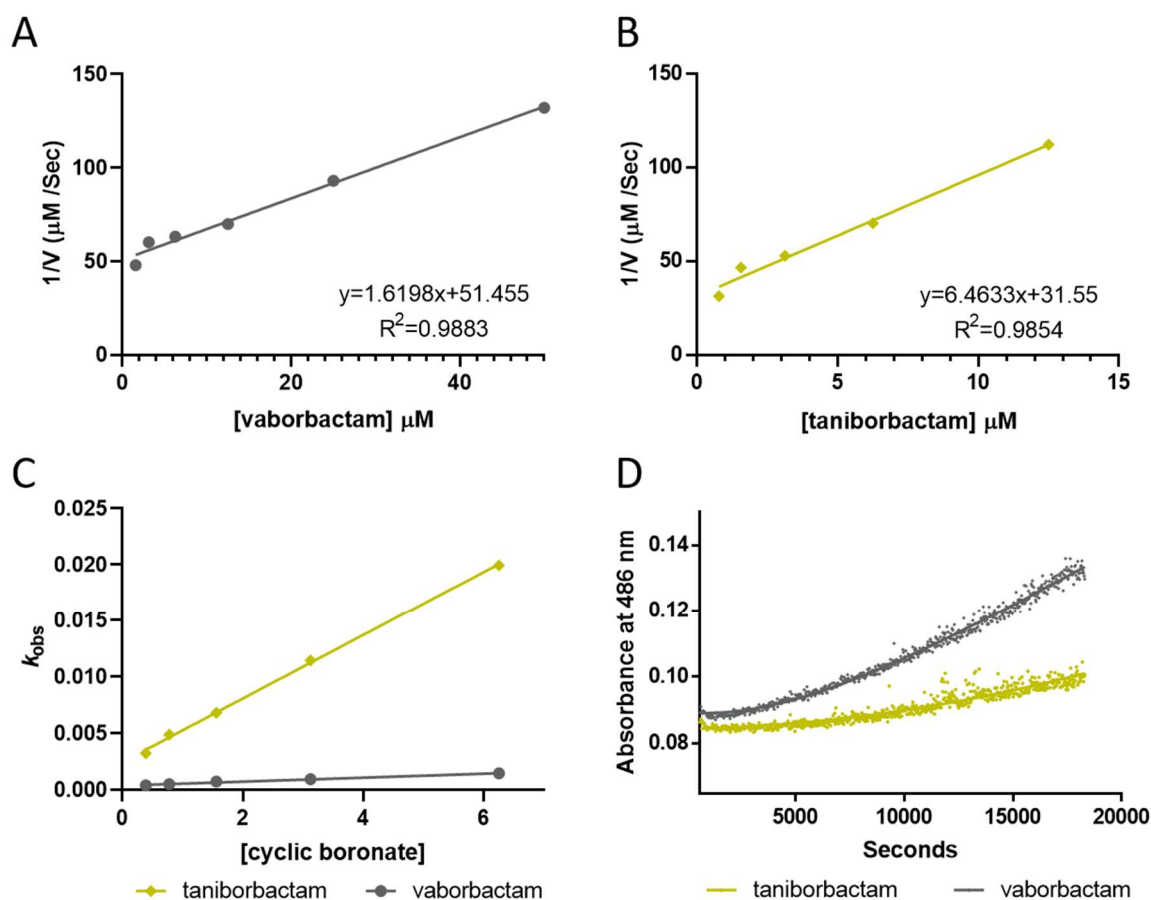 A
150
100
50
0
1/V (μM /Sec)
y=1.6198x+51.455
R²=0.9883
0 20 40
[vaborbactam] μM
B
150
100
50
0
1/V (μM /Sec)
y=6.4633x+31.55
R²=0.9854
0 5 10 15
[taniborbactam] μM
C
0.025
0.020
0.015
0.010
0.005
0.000
kobs
0 2 4 6
[cyclic boronate]
taniborbactam vaborbactam
D
0.14
0.12
0.10
0.08
Absorbance at 486 nm
5000 10000 15000 20000
Seconds
taniborbactam vaborbactam